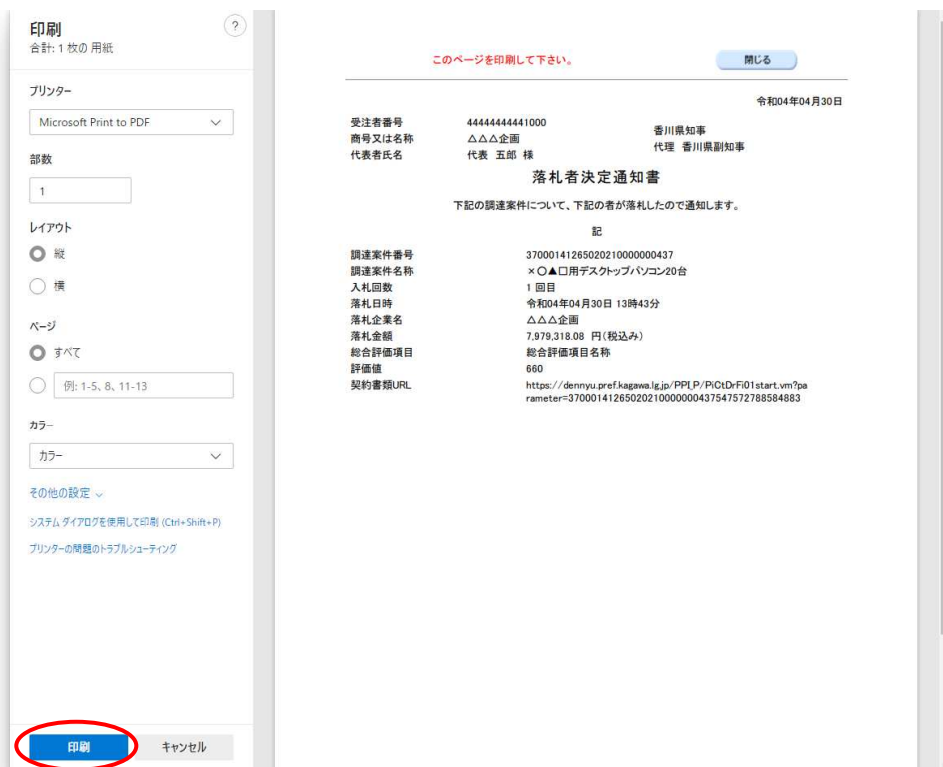 印刷
?
合計: 1 枚の 用紙
プリンター
Microsoft Print to PDF
部数
1
レイアウト
縦
横
ページ
すべて
例: 1-5、8、11-13
カラー
カラー
その他の設定
システム ダイアログを使用して印刷 (Ctrl+Shift+P)
プリンターの問題のトラブルシューティング
印刷 キャンセル
このページを印刷して下さい。 閉じる
令和04年04月30日
受注者番号 44444444441000
商号又は名称 △△△企画
代表者氏名 代表 五郎 様
香川県知事
代理 香川県副知事
落札者決定通知書
下記の調達案件について、下記の者が落札したので通知します。
記
調達案件番号 3700014126502021000000437
調達案件名称 ×○▲□用デスクトップパソコン20台
入札回数 1 回目
落札日時 令和04年04月30日 13時43分
落札企業名 △△△企画
落札金額 7,979,318.08 円(税込み)
総合評価項目 総合評価項目名称
評価値 660
契約書類URL https://dennyu.pref.kagawa.lg.jp/PPI_P/PiCtDrFi01start.vm?pa
rameter=37000141265020210000000437547572788584883